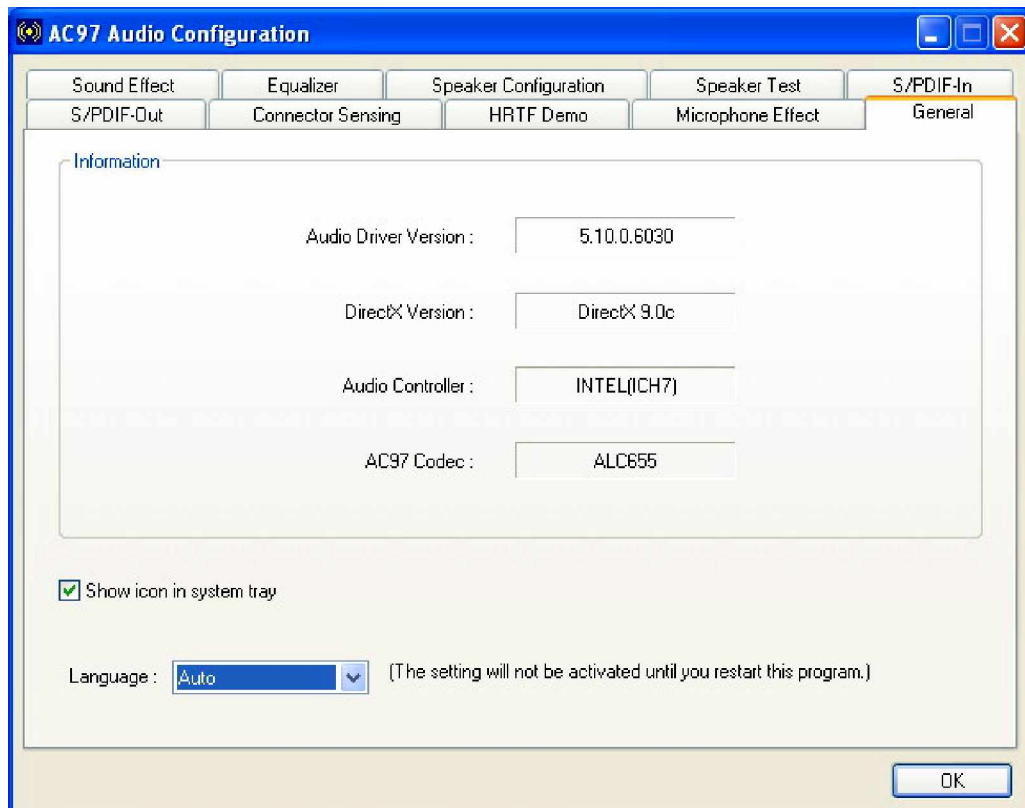 AC97 Audio Configuration
Sound Effect
Equalizer
Speaker Configuration
Speaker Test
S/PDIF-In
S/PDIF-Out
Connector Sensing
HRTF Demo
Microphone Effect
General
Information
Audio Driver Version :
5.10.0.6030
DirectX Version :
DirectX 9.0c
Audio Controller :
INTEL(ICH7)
AC97 Codec :
ALC655
Show icon in system tray
Language :
Auto
(The setting will not be activated until you restart this program.)
OK